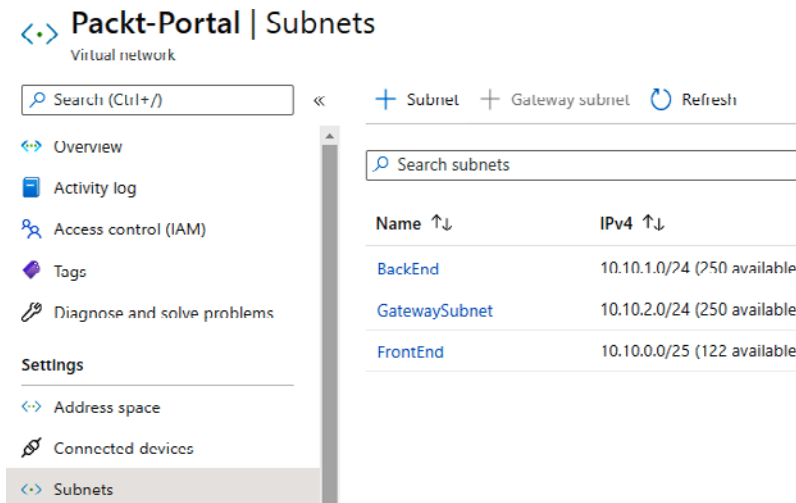 Packt-Portal | Subnets
Virtual network
Search (Ctrl+/)
«
Subnet
Gateway subnet
Refresh
Overview
Activity log
Access control (IAM)
Tags
Diagnose and solve problems
Settings
Address space
Connected devices
Subnets
Search subnets
Name ↑↓ IPv4 ↑↓
BackEnd 10.10.1.0/24 (250 available
GatewaySubnet 10.10.2.0/24 (250 available
FrontEnd 10.10.0.0/25 (122 available